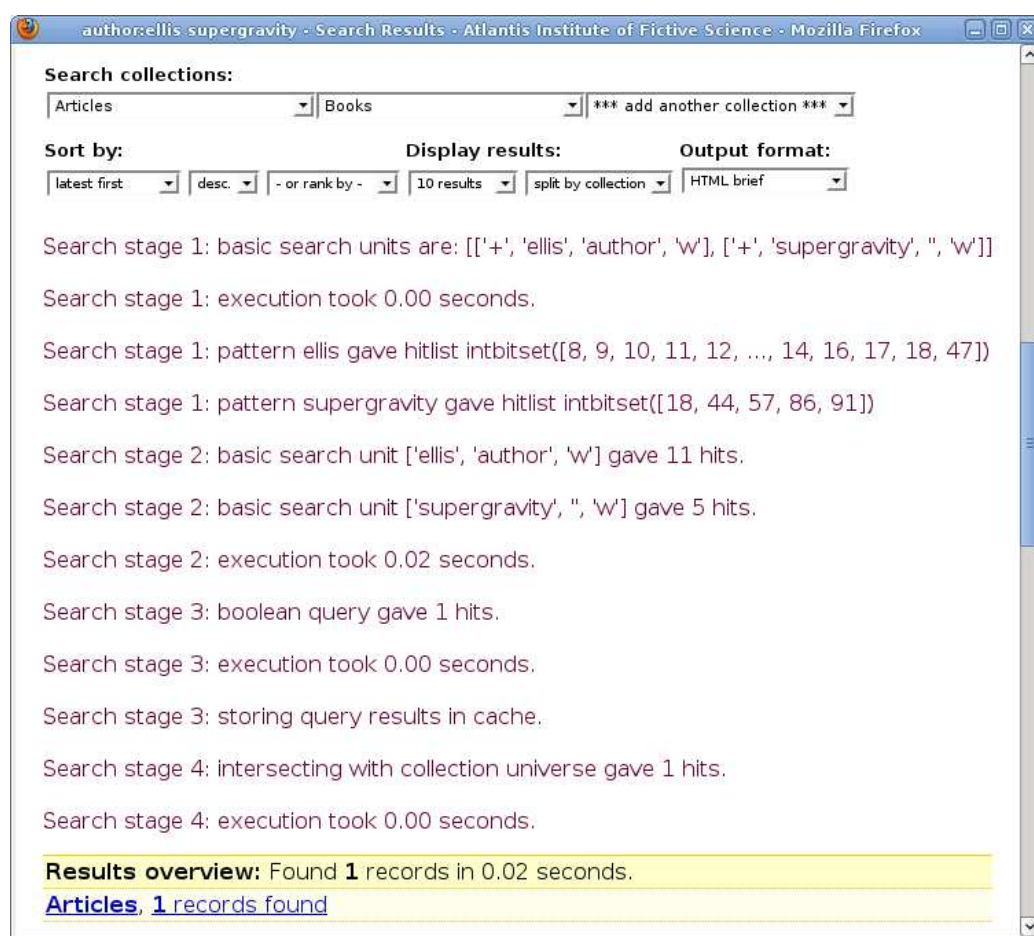 author:ellis supergravity - Search Results - Atlantis Institute of Fictive Science - Mozilla Firefox
Search collections:
Articles Books *** add another collection ***
Sort by: Display results: Output format:
latest first desc. - or rank by - 10 results split by collection HTML brief
Search stage 1: basic search units are: [['+', 'ellis', 'author', 'w'], ['+', 'supergravity', '', 'w']]
Search stage 1: execution took 0.00 seconds.
Search stage 1: pattern ellis gave hitlist intbitset([8, 9, 10, 11, 12, ..., 14, 16, 17, 18, 47])
Search stage 1: pattern supergravity gave hitlist intbitset([18, 44, 57, 86, 91])
Search stage 2: basic search unit ['ellis', 'author', 'w'] gave 11 hits.
Search stage 2: basic search unit ['supergravity', '', 'w'] gave 5 hits.
Search stage 2: execution took 0.02 seconds.
Search stage 3: boolean query gave 1 hits.
Search stage 3: execution took 0.00 seconds.
Search stage 3: storing query results in cache.
Search stage 4: intersecting with collection universe gave 1 hits.
Search stage 4: execution took 0.00 seconds.
Results overview: Found 1 records in 0.02 seconds.
Articles, 1 records found